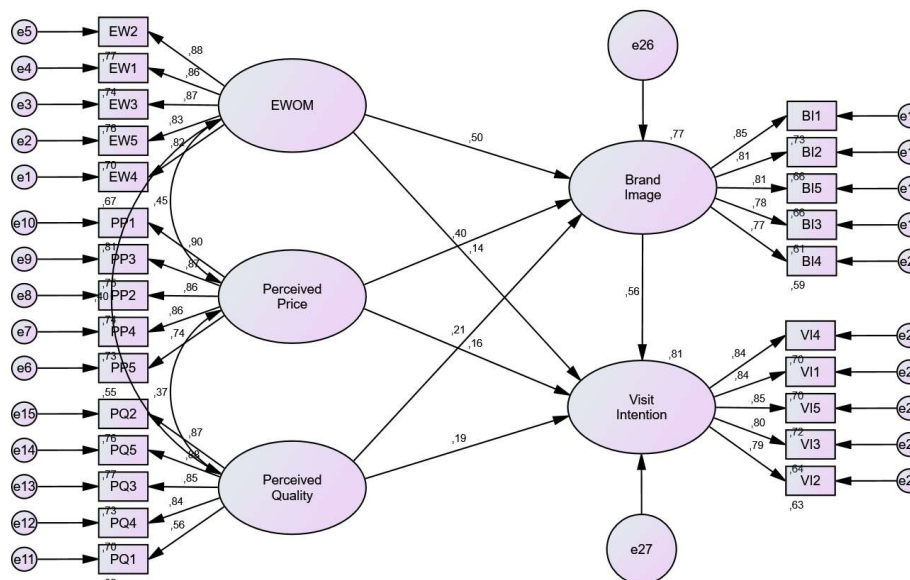 e5
EW2
,88
,77
e4
EW1
,86
,74
e3
EW3
,87
,76
e2
EW5
,83
,70
e1
EW4
,82
,67
EWOM
,45
e10
PP1
,90
,81
e9
PP3
,87
,75
e8
PP2
,86
,40
,74
e7
PP4
,86
,73
e6
PP5
,74
,55
Perceived
Price
,37
e15
PQ2
,87
,76
e14
PQ5
,88
,77
e13
PQ3
,85
,73
e12
PQ4
,84
,70
e11
PQ1
,56
Perceived
Quality
,50
,40
,14
,21
,16
,19
e26
,77
Brand
Image
,56
,81
Visit
Intention
e27
,85
BI1
,73
,81
BI2
,66
,81
BI5
,66
,78
BI3
,61
,77
BI4
,59
,84
VI4
,70
,84
VI1
,70
,85
VI5
,72
,80
VI3
,64
,79
VI2
,63